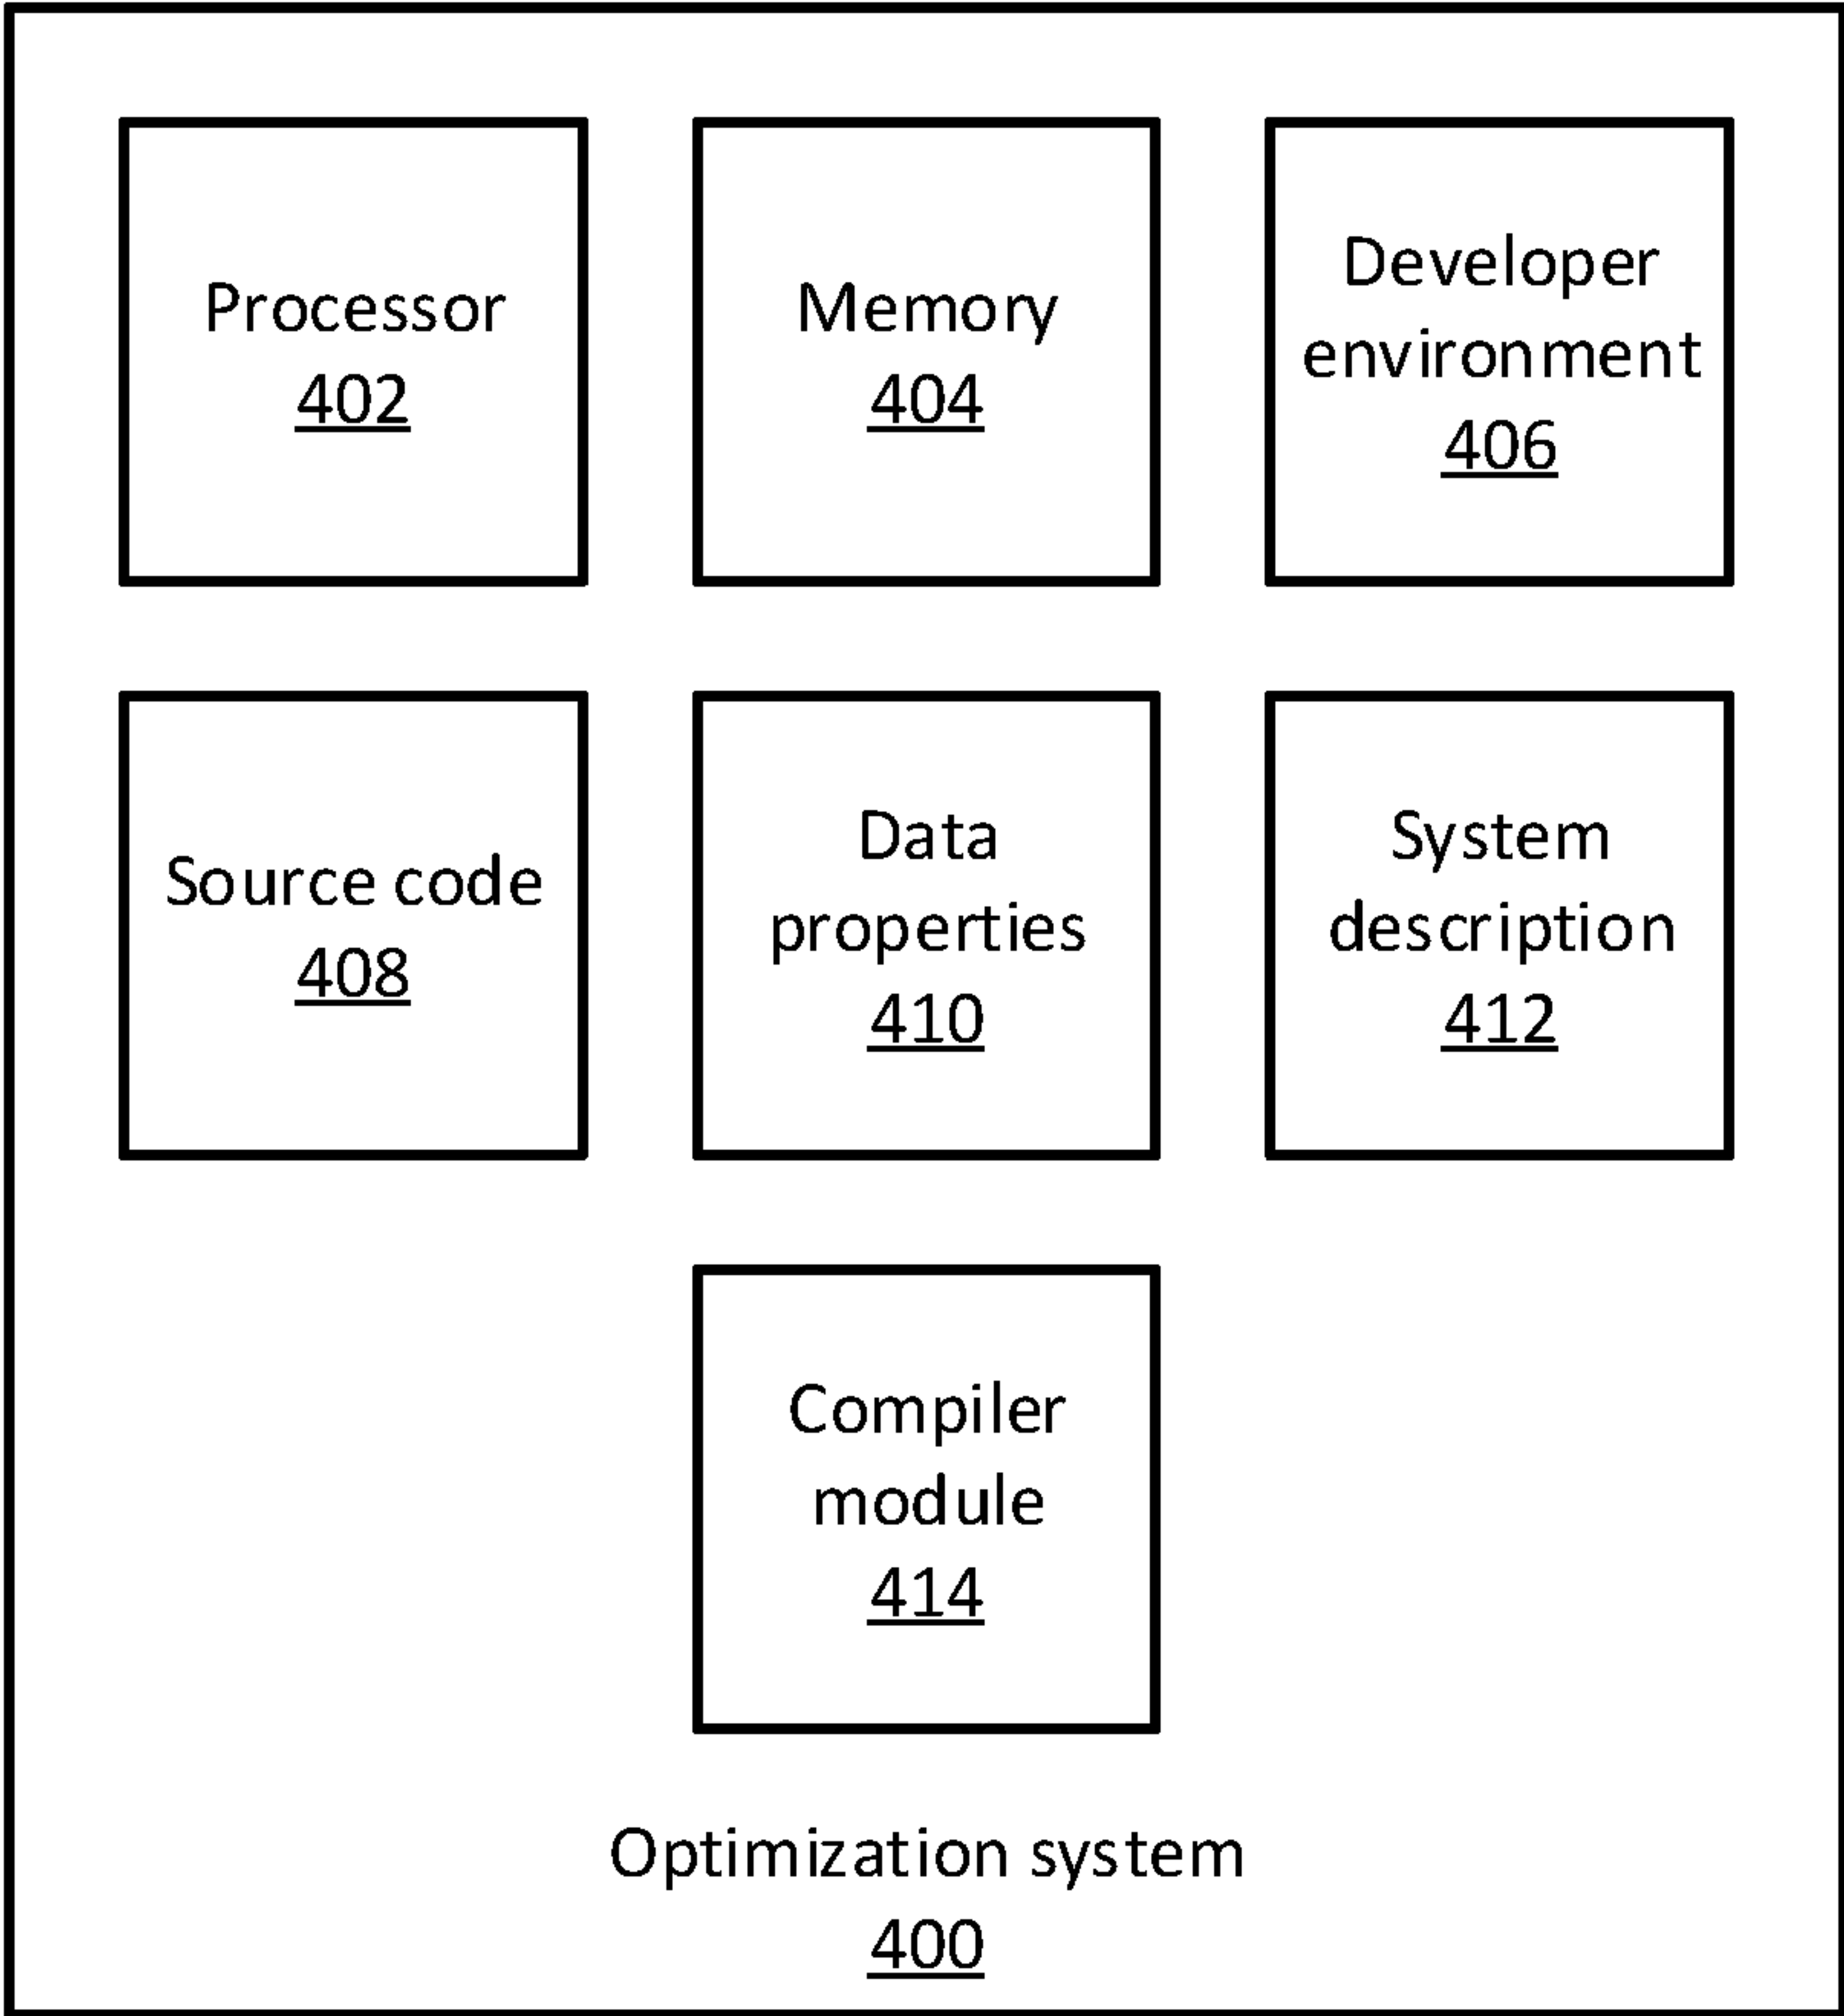 Processor
402
Memory
404
Developer
environment
406
Source code
408
Data
properties
410
System
description
412
Compiler
module
414
Optimization system
400